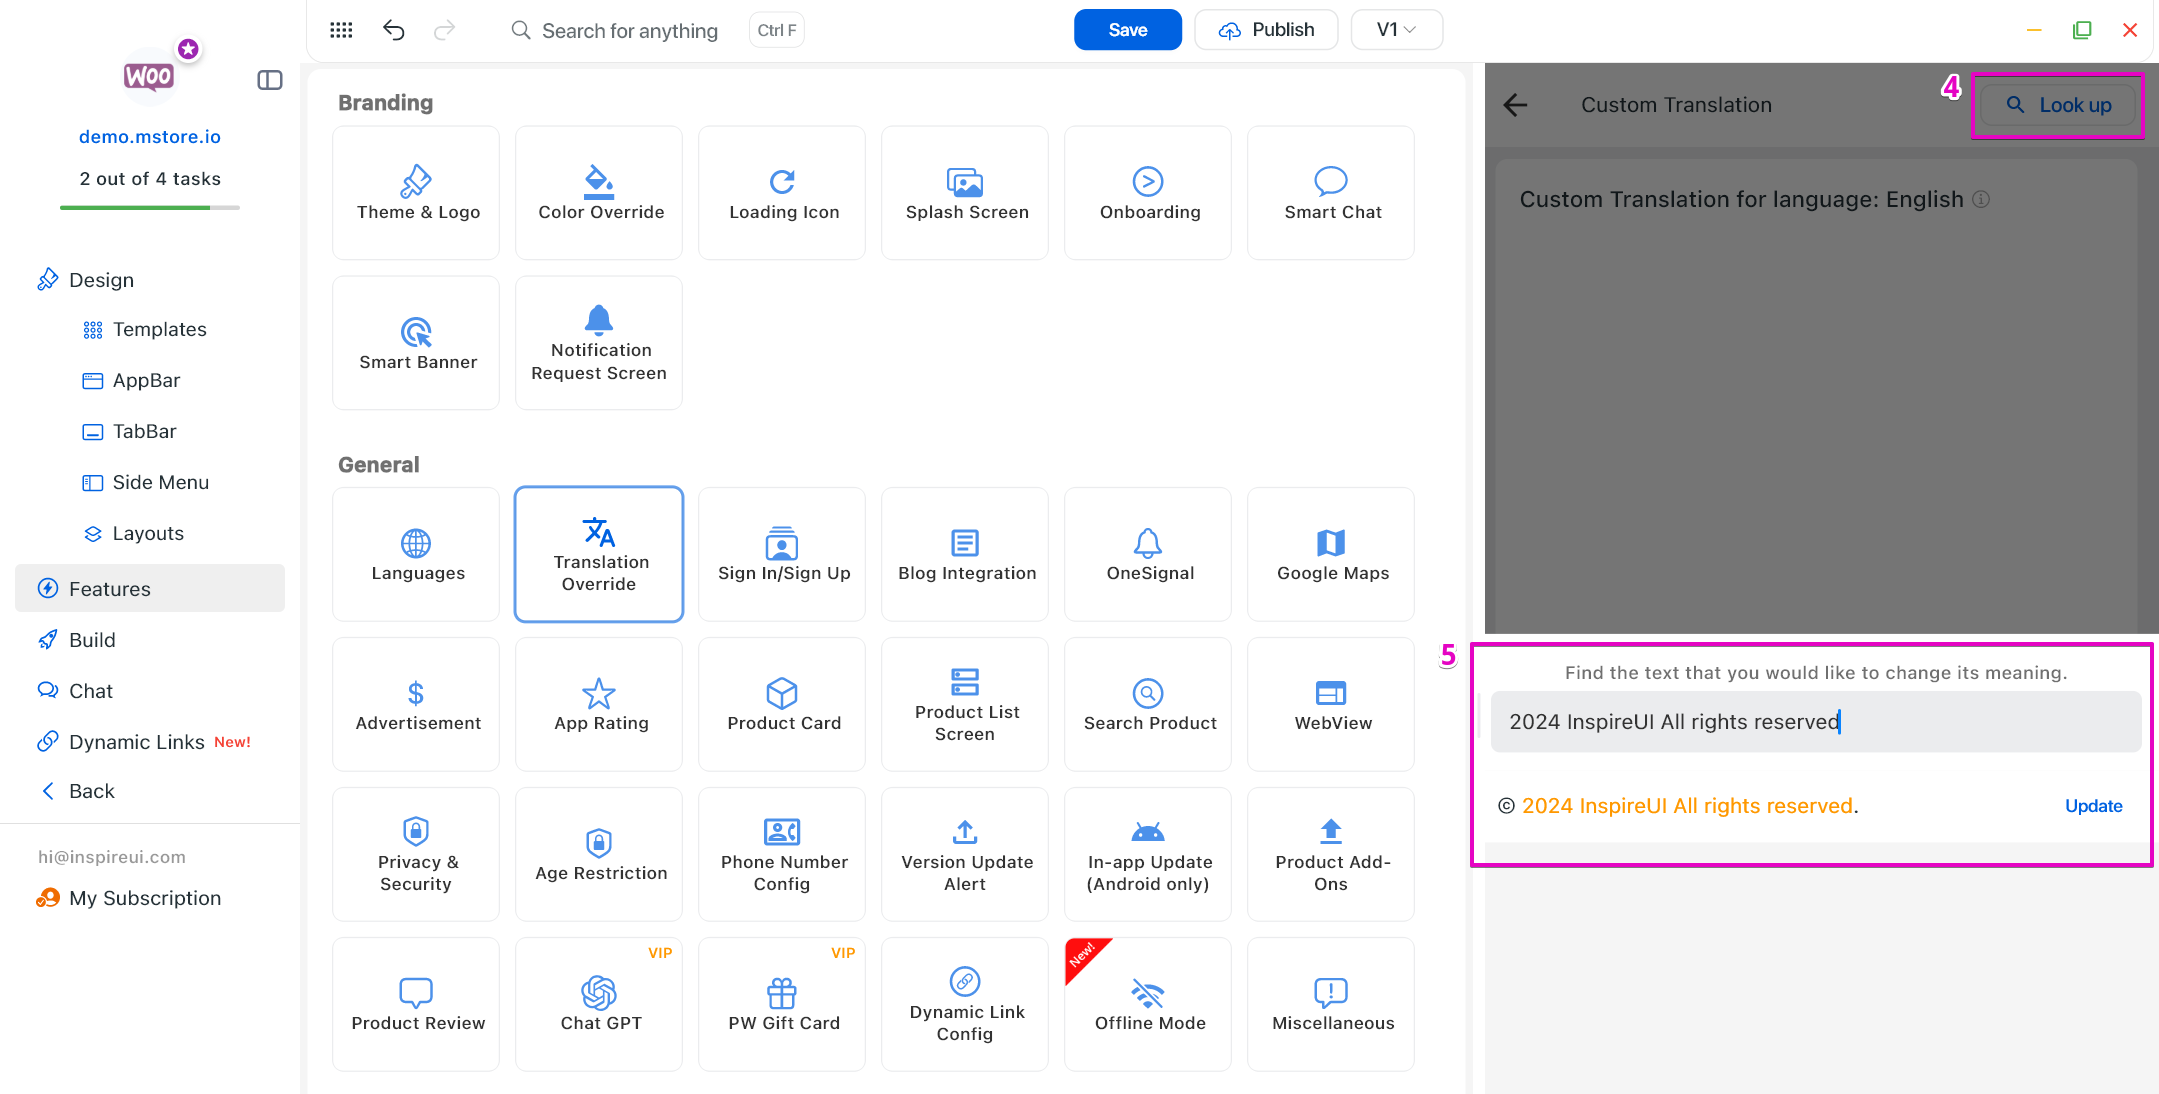 Search for anything
Ctrl F
Save
Publish
V1
WOO
demo.mstore.io
2 out of 4 tasks
Design
Templates
AppBar
TabBar
Side Menu
Layouts
Features
Build
Chat
Dynamic Links New!
Back
hi@inspireui.com
My Subscription
Branding
Theme & Logo
Color Override
Loading Icon
Splash Screen
Onboarding
Smart Chat
Smart Banner
Notification
Request Screen
General
Languages
Translation
Override
Sign In/Sign Up
Blog Integration
OneSignal
Google Maps
Advertisement
App Rating
Product Card
Product List
Screen
Search Product
WebView
Privacy &
Security
Age Restriction
Phone Number
Config
Version Update
Alert
In-app Update
(Android only)
Product Add-
Ons
Product Review
VIP
Chat GPT
VIP
PW Gift Card
Dynamic Link
Config
New!
Offline Mode
Miscellaneous
Custom Translation
4
Look up
Custom Translation for language: English
5
Find the text that you would like to change its meaning.
2024 InspireUI All rights reserved
© 2024 InspireUI All rights reserved.
Update